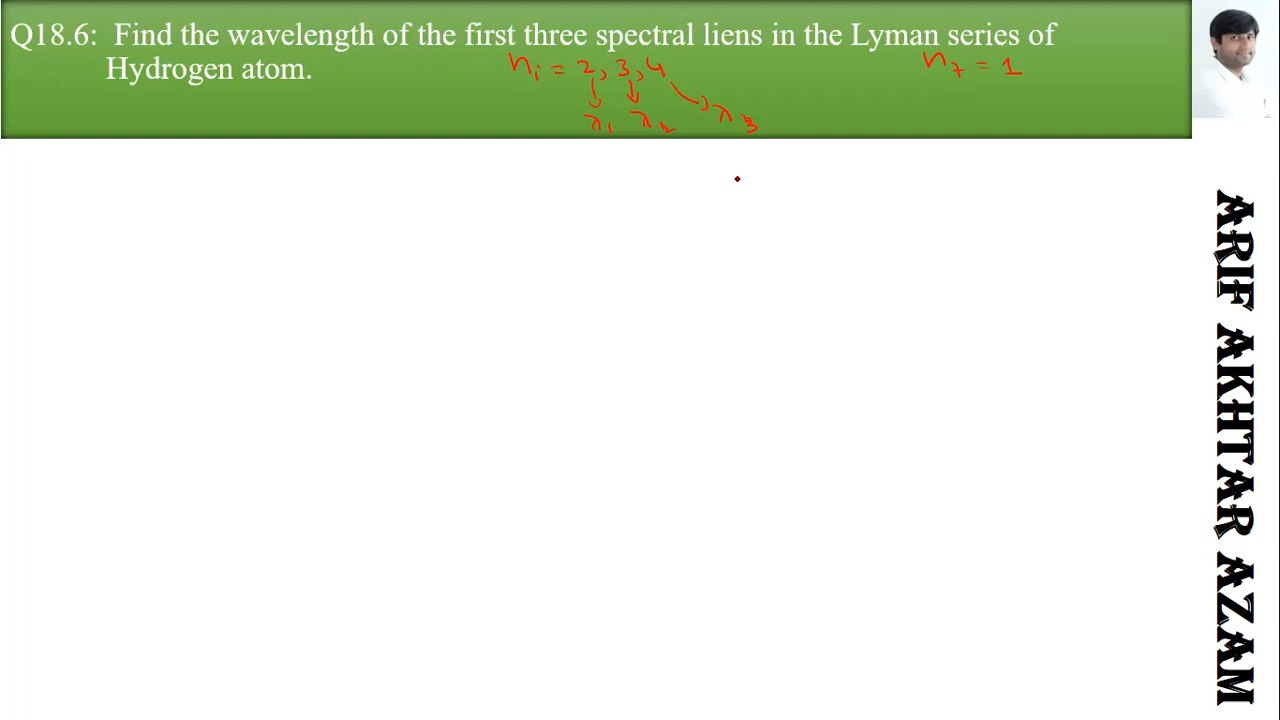 Q18.6: Find the wavelength of the first three spectral liens in the Lyman series of
Hydrogen atom.
ni = 2, 3, 4
nf = 1
λ1 λ2 λ3
ARIF AKHTAR AZAM